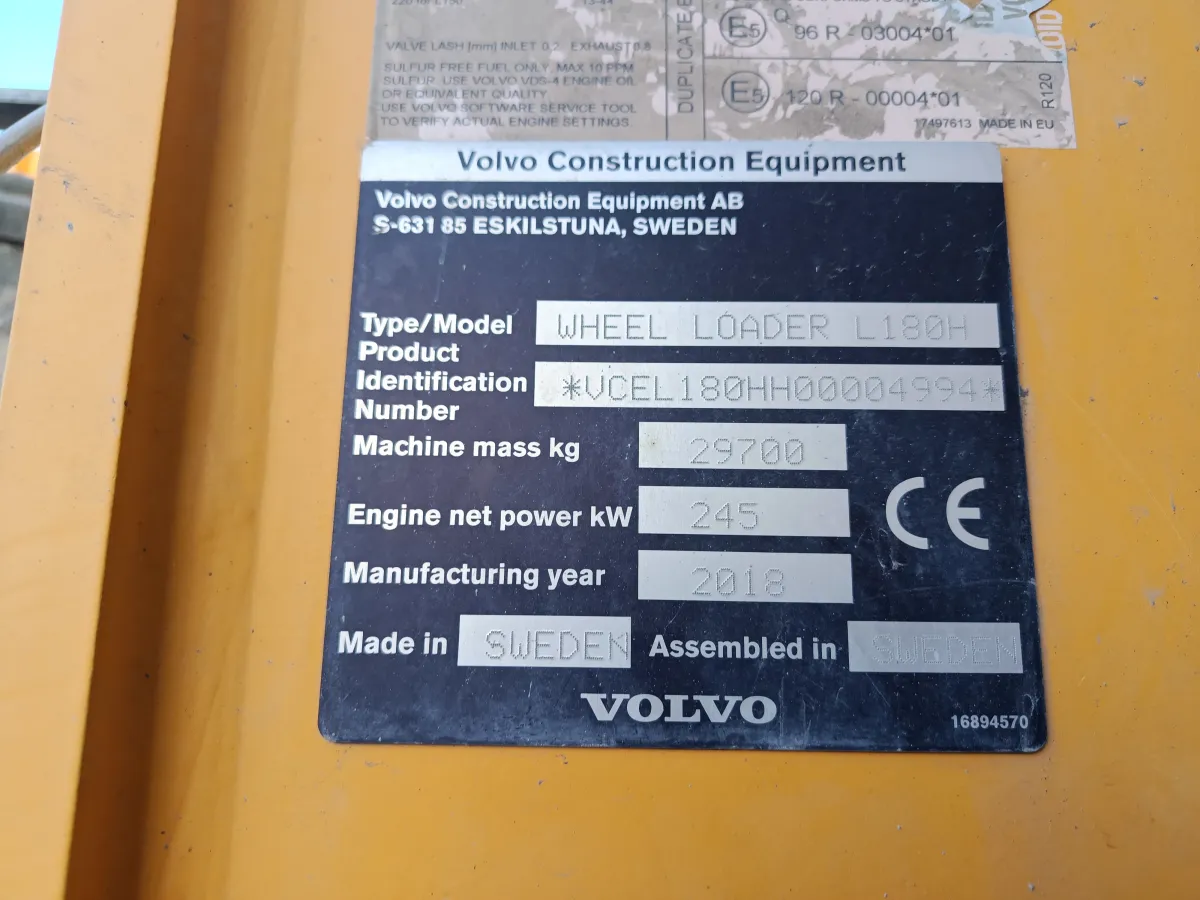 VALVE LASH [mm] INLET 0.2, EXHAUST 0.8
SULFUR FREE FUEL ONLY, MAX 10 PPM
SULFUR. USE VOLVO VDS-4 ENGINE OIL
OR EQUIVALENT QUALITY
USE VOLVO SOFTWARE SERVICE TOOL
TO VERIFY ACTUAL ENGINE SETTINGS.
DUPLICATE
E5 Q 96 R - 03004*01
E5 120 R - 00004*01
R120
17497613 MADE IN EU
Volvo Construction Equipment
Volvo Construction Equipment AB
S-631 85 ESKILSTUNA, SWEDEN
Type/Model WHEEL LOADER L180H
Product
Identification *VCEL180HH00004994*
Number
Machine mass kg 29700
Engine net power kW 245
CE
Manufacturing year 2018
Made in SWEDEN Assembled in SWEDEN
VOLVO
16894570